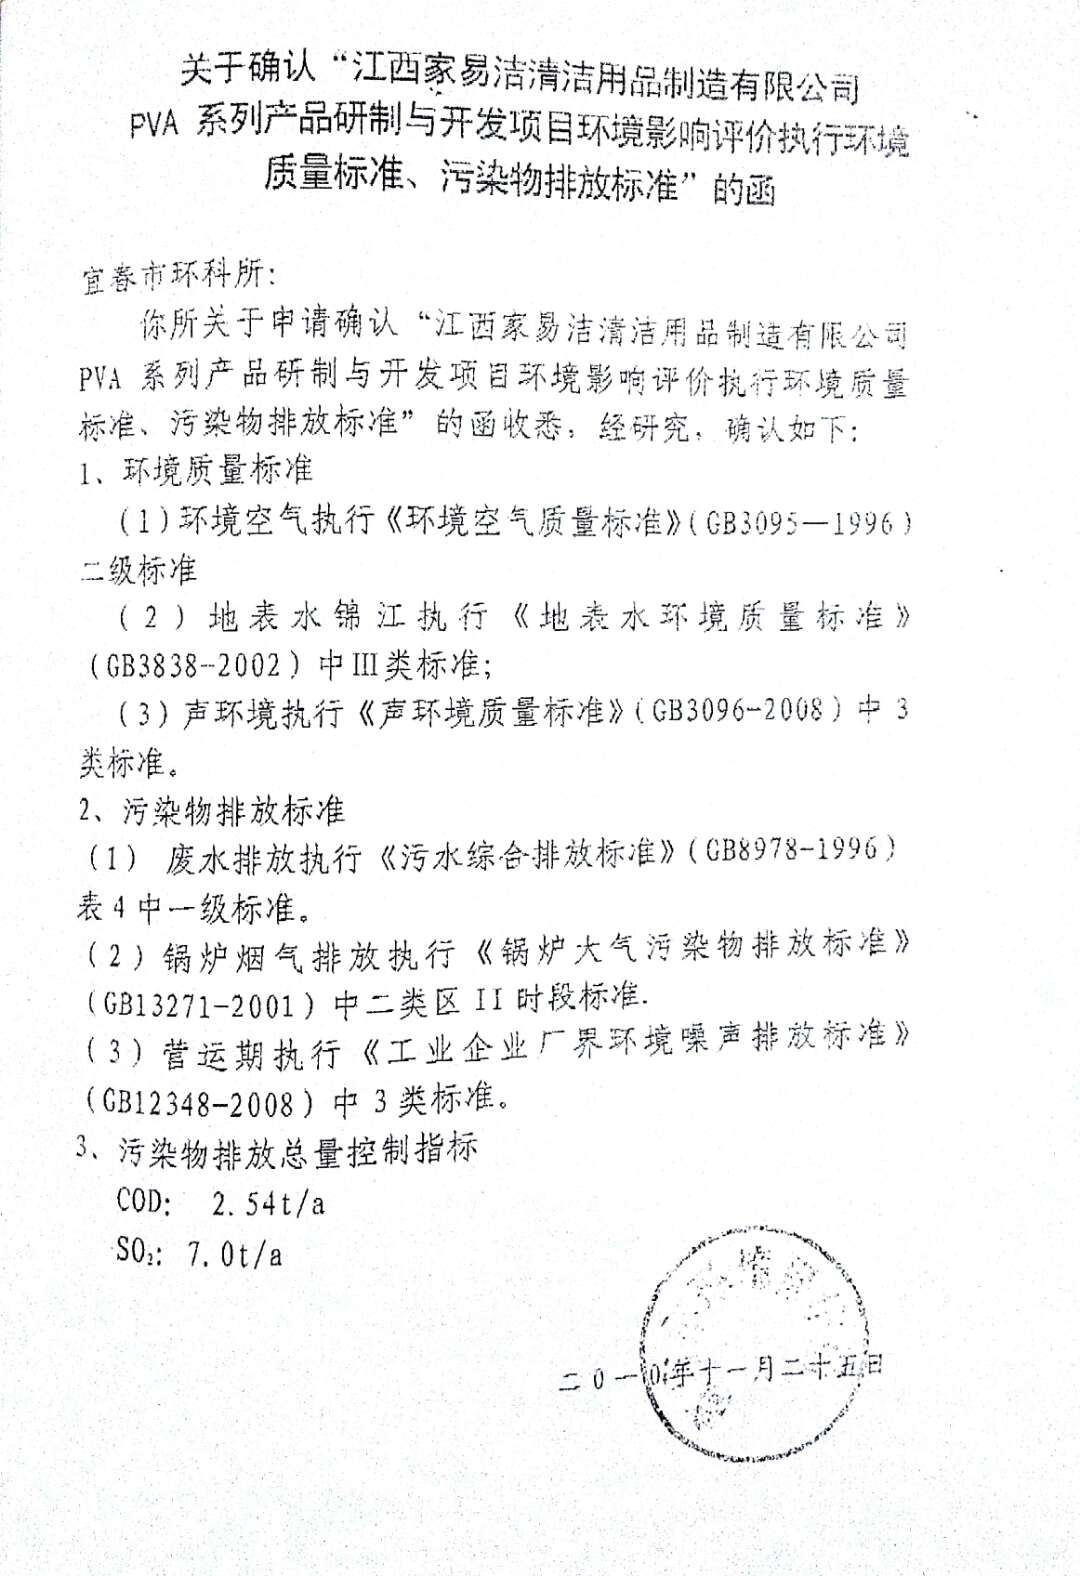 关于确认“江西家易洁清洁用品制造有限公司
PVA 系列产品研制与开发项目环境影响评价执行环境
质量标准、污染物排放标准”的函
宜春市环科所：
你所关于申请确认“江西家易洁清洁用品制造有限公司
PVA 系列产品研制与开发项目环境影响评价执行环境质量
标准、污染物排放标准”的函收悉，经研究，确认如下：
1、环境质量标准
（1）环境空气执行《环境空气质量标准》（GB3095—1996）
二级标准
（2）地表水锦江执行《地表水环境质量标准》
（GB3838-2002）中III类标准；
（3）声环境执行《声环境质量标准》（GB3096-2008）中 3
类标准。
2、污染物排放标准
（1） 废水排放执行《污水综合排放标准》（GB8978-1996）
表 4 中一级标准。
（2）锅炉烟气排放执行《锅炉大气污染物排放标准》
（GB13271-2001）中二类区 II 时段标准.
（3）营运期执行《工业企业厂界环境噪声排放标准》
（GB12348-2008）中 3 类标准。
3、污染物排放总量控制指标
COD： 2.54t/a
SO₂：7.0t/a
环境
二0一0年十一月二十五日